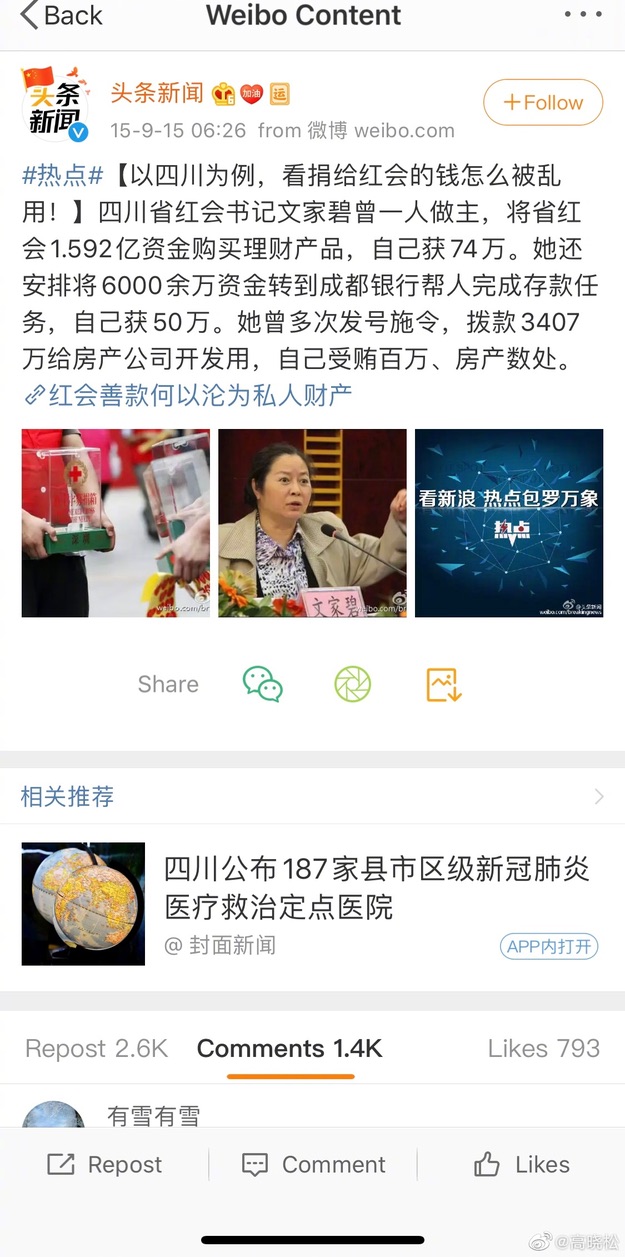 Back
Weibo Content
头条新闻
加油
运
15-9-15 06:26 from 微博 weibo.com
+Follow
头条
新闻
#热点#【以四川为例，看捐给红会的钱怎么被乱
用！】四川省红会书记文家碧曾一人做主，将省红
会1.592亿资金购买理财产品，自己获74万。她还
安排将6000余万资金转到成都银行帮人完成存款任
务，自己获50万。她曾多次发号施令，拨款3407
万给房产公司开发用，自己受贿百万、房产数处。
红会善款何以沦为私人财产
文家碧
看新浪 热点包罗万象
热点
@头条新闻
weibo.com/breakingnews
Share
相关推荐
四川公布187家县市区级新冠肺炎
医疗救治定点医院
@ 封面新闻
APP内打开
Repost 2.6K
Comments 1.4K
Likes 793
有雪有雪
Repost
Comment
Likes
@高晓松